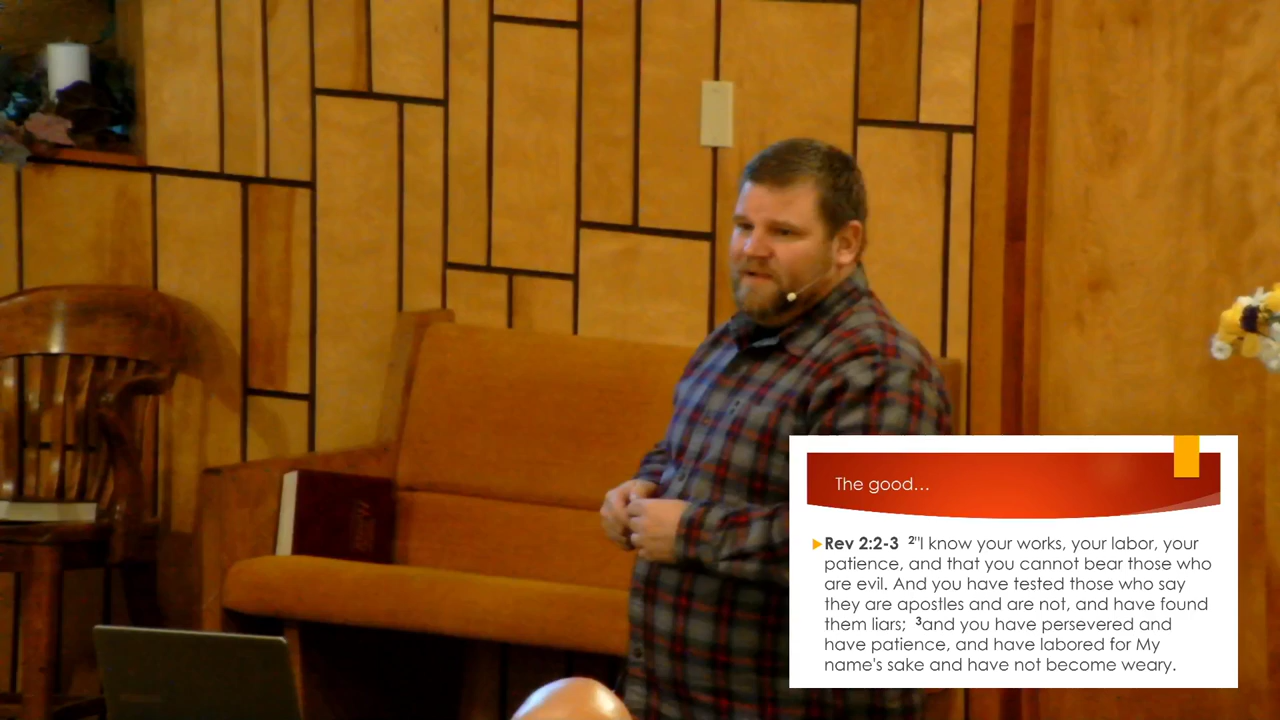 The good…
Rev 2:2-3 2"I know your works, your labor, your
patience, and that you cannot bear those who
are evil. And you have tested those who say
they are apostles and are not, and have found
them liars; 3and you have persevered and
have patience, and have labored for My
name's sake and have not become weary.